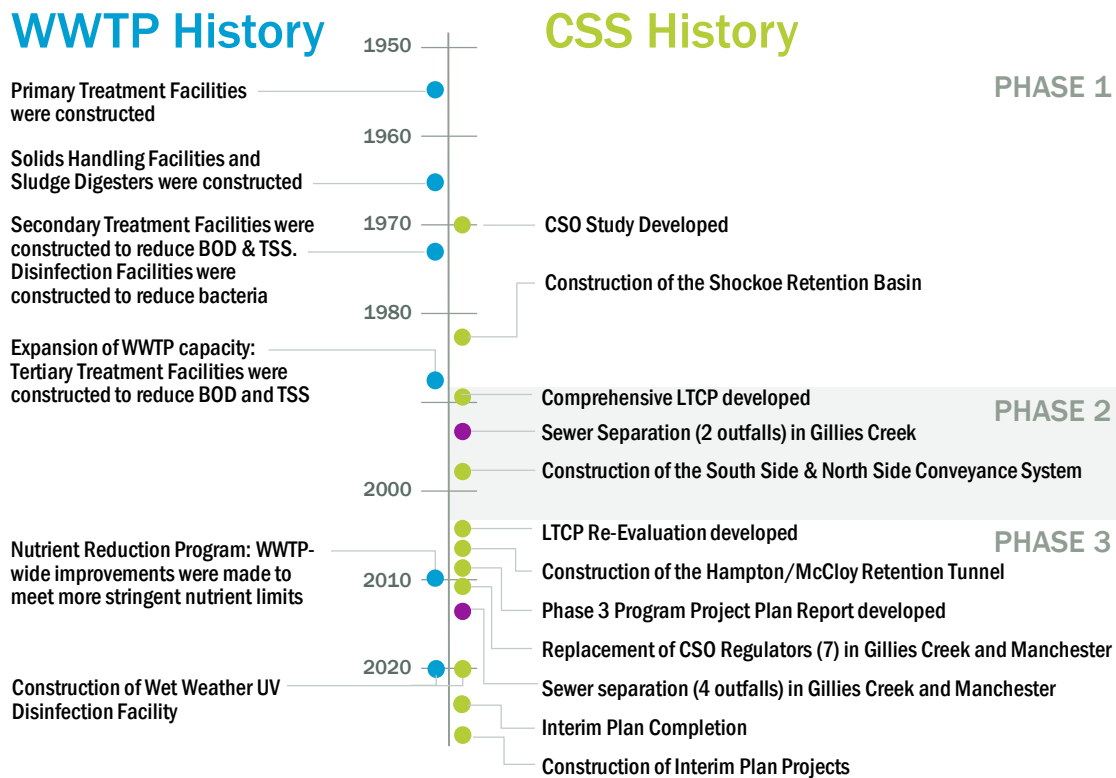 WWTP History
CSS History
1950
PHASE 1
Primary Treatment Facilities
were constructed
1960
Solids Handling Facilities and
Sludge Digesters were constructed
Secondary Treatment Facilities were
constructed to reduce BOD & TSS.
Disinfection Facilities were
constructed to reduce bacteria
1970
CSO Study Developed
Construction of the Shockoe Retention Basin
1980
Expansion of WWTP capacity:
Tertiary Treatment Facilities were
constructed to reduce BOD and TSS
Comprehensive LTCP developed
PHASE 2
Sewer Separation (2 outfalls) in Gillies Creek
Construction of the South Side & North Side Conveyance System
2000
LTCP Re-Evaluation developed
PHASE 3
Nutrient Reduction Program: WWTP-
wide improvements were made to
meet more stringent nutrient limits
2010
Construction of the Hampton/McCloy Retention Tunnel
Phase 3 Program Project Plan Report developed
Replacement of CSO Regulators (7) in Gillies Creek and Manchester
2020
Construction of Wet Weather UV
Disinfection Facility
Sewer separation (4 outfalls) in Gillies Creek and Manchester
Interim Plan Completion
Construction of Interim Plan Projects